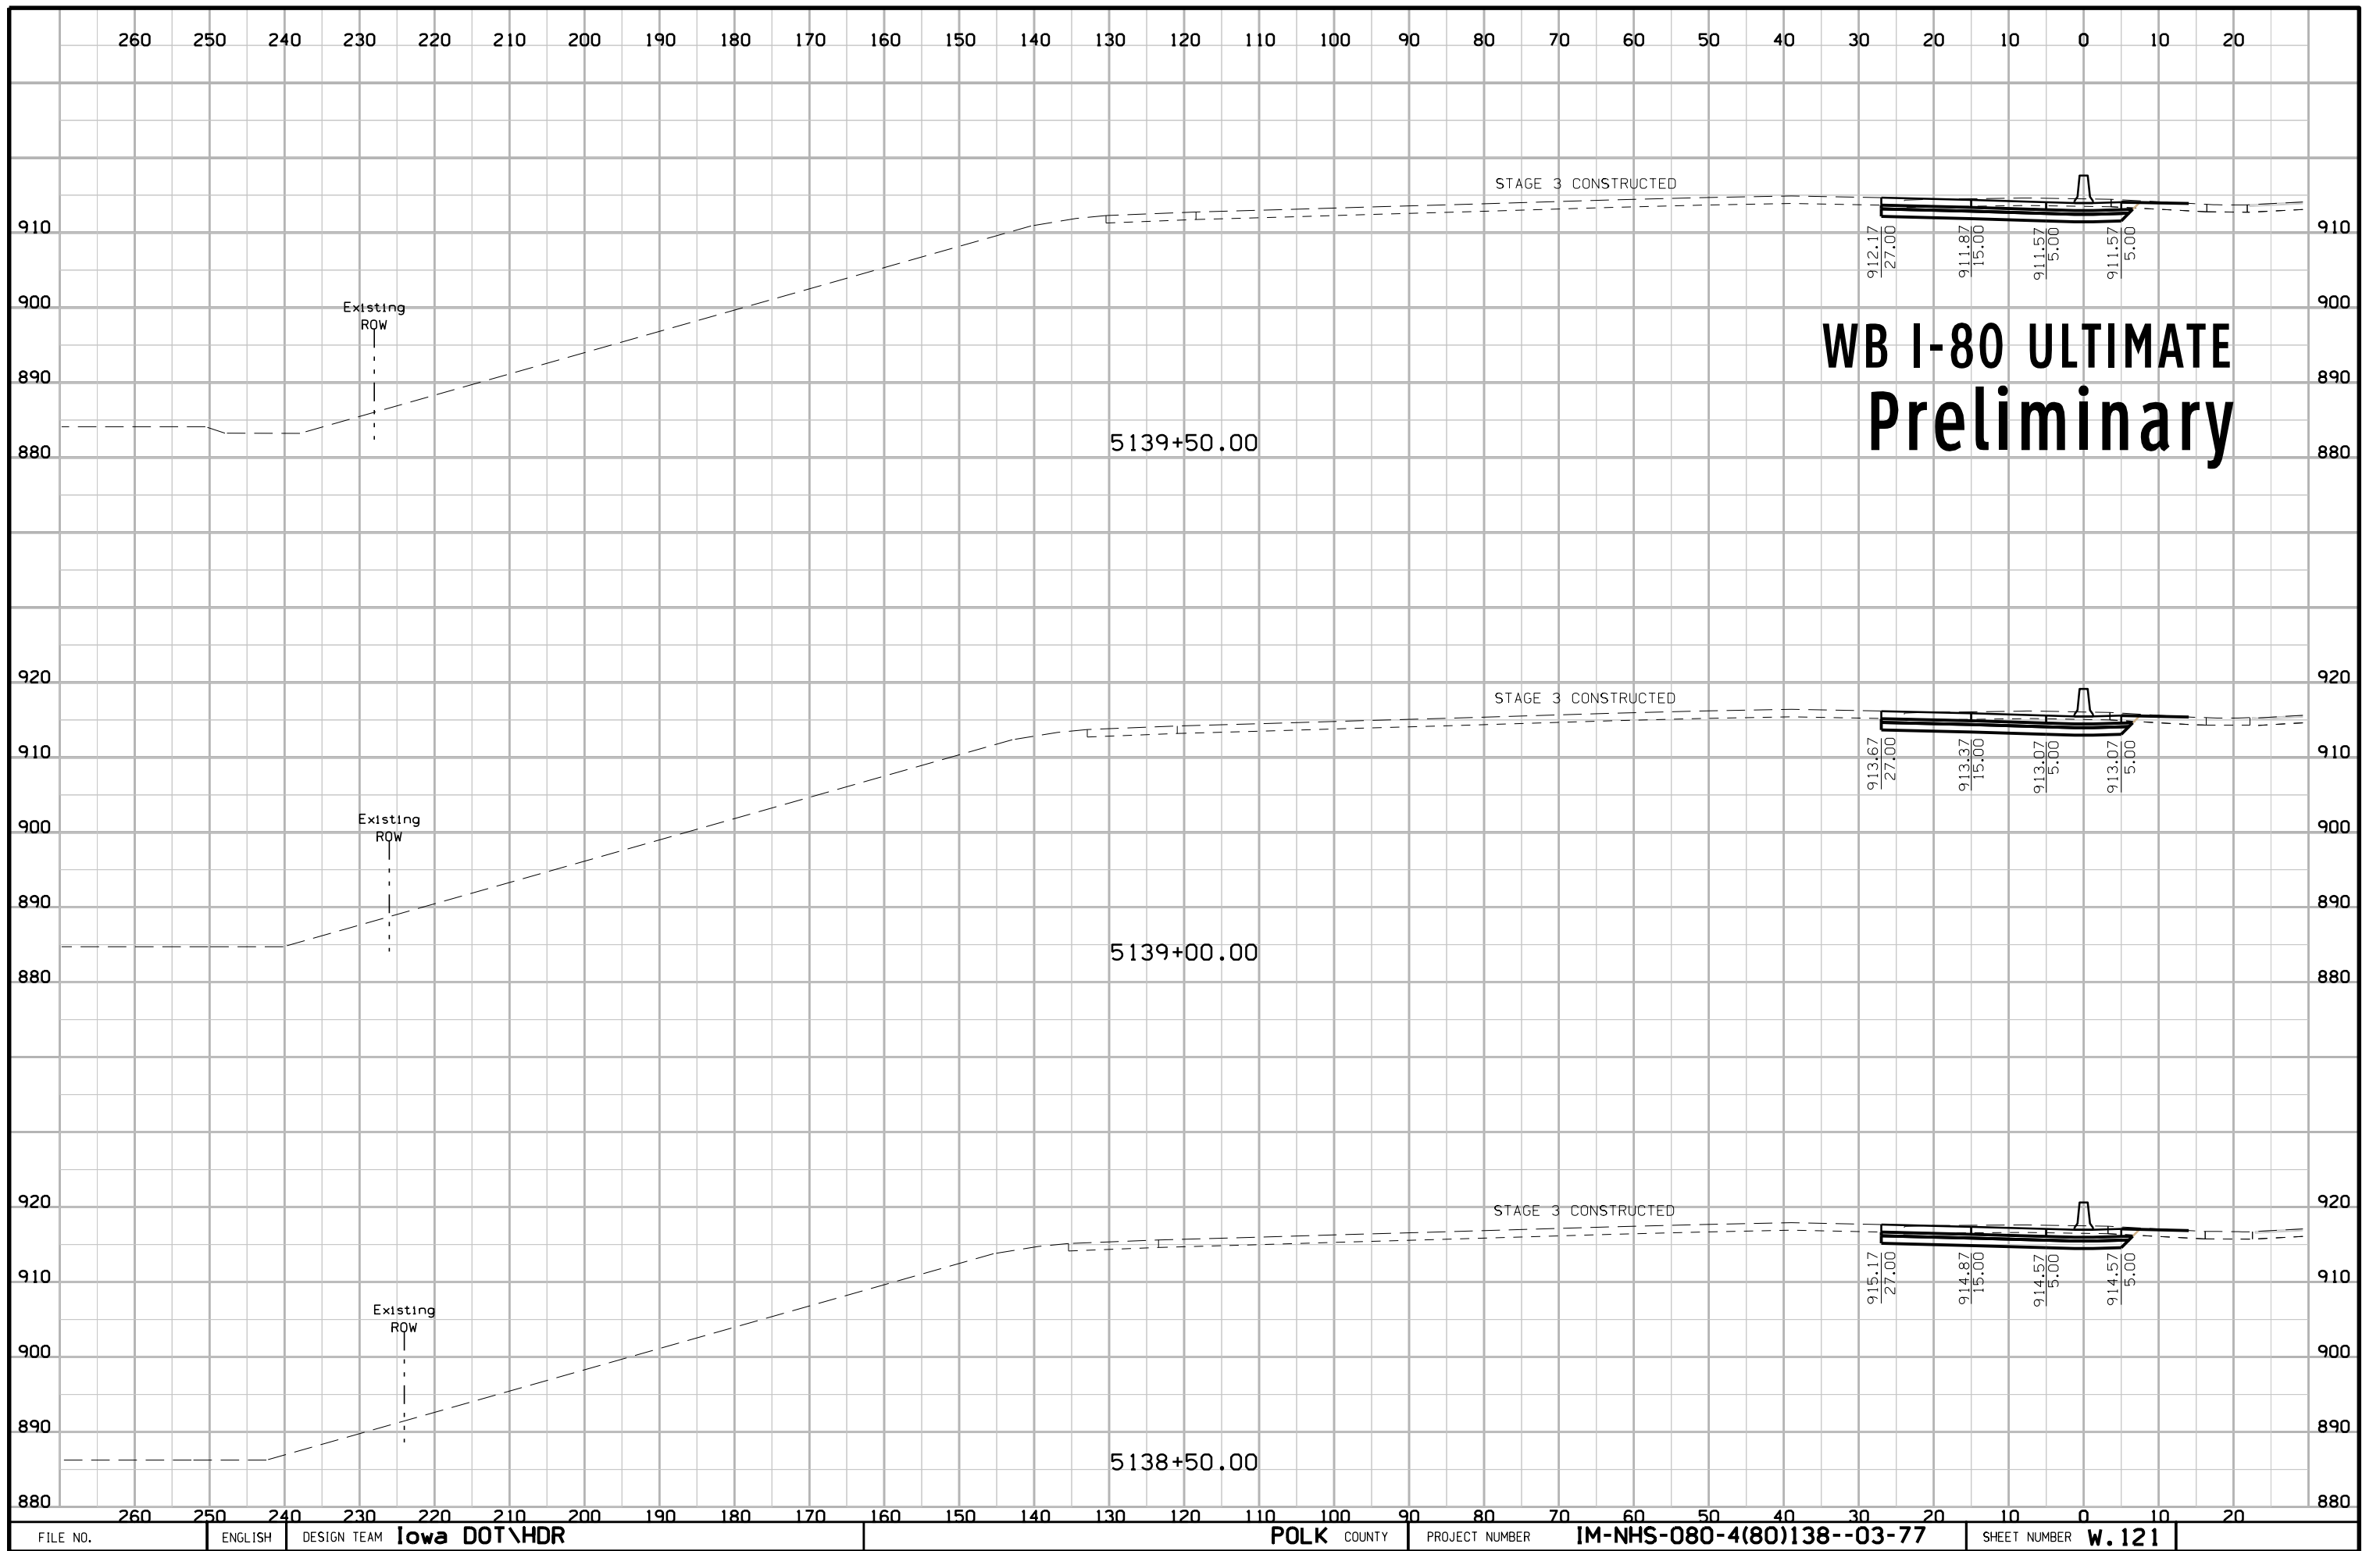 260 250 240 230 220 210 200 190 180 170 160 150 140 130 120 110 100 90 80 70 60 50 40 30 20 10 0 10 20
STAGE 3 CONSTRUCTED
910 910
912.17 911.87 911.57 911.57
27.00 15.00 5.00 5.00
900 900
Existing
ROW
WB I-80 ULTIMATE
890 890
Preliminary
5139+50.00
880 880
920 920
STAGE 3 CONSTRUCTED
910 910
913.67 913.37 913.07 913.07
27.00 15.00 5.00 5.00
900 900
Existing
ROW
890 890
5139+00.00
880 880
920 920
STAGE 3 CONSTRUCTED
910 910
915.17 914.87 914.57 914.57
27.00 15.00 5.00 5.00
Existing
ROW
900 900
890 890
5138+50.00
880 880
260 250 240 230 220 210 200 190 180 170 160 150 140 130 120 110 100 90 80 70 60 50 40 30 20 10 0 10 20
FILE NO. ENGLISH DESIGN TEAM Iowa DOT\HDR POLK COUNTY PROJECT NUMBER IM-NHS-080-4(80)138--03-77 SHEET NUMBER W.121